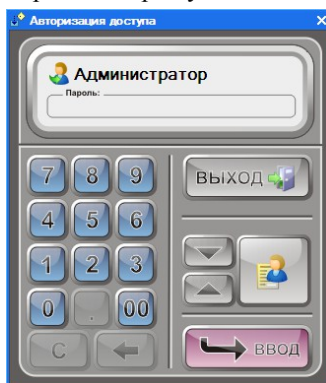 Авторизация доступа
Администратор
Пароль:
7 8 9
ВЫХОД
4 5 6
1 2 3
0 . 00
C
ВВОД